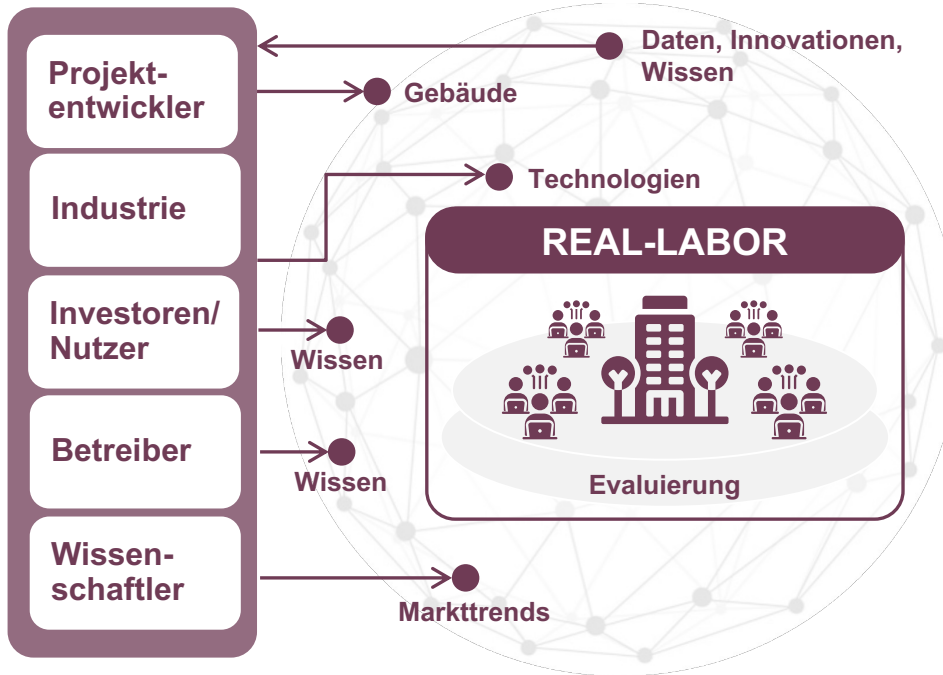 Projekt-
entwickler
Industrie
Investoren/
Nutzer
Betreiber
Wissen-
schaftler
Daten, Innovationen,
Wissen
Gebäude
Technologien
Wissen
Wissen
Markttrends
REAL-LABOR
Evaluierung